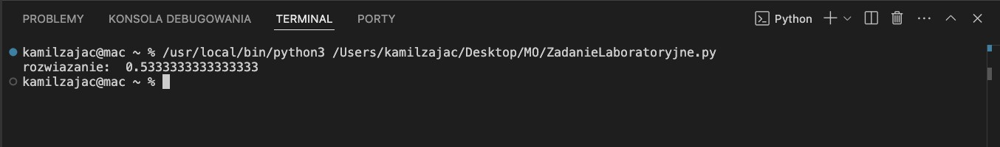 PROBLEMY KONSOLA DEBUGOWANIA TERMINAL PORTY Python
kamilzajac@mac ~ % /usr/local/bin/python3 /Users/kamilzajac/Desktop/MO/ZadanieLaboratoryjne.py
rozwiazanie:  0.5333333333333333
kamilzajac@mac ~ %